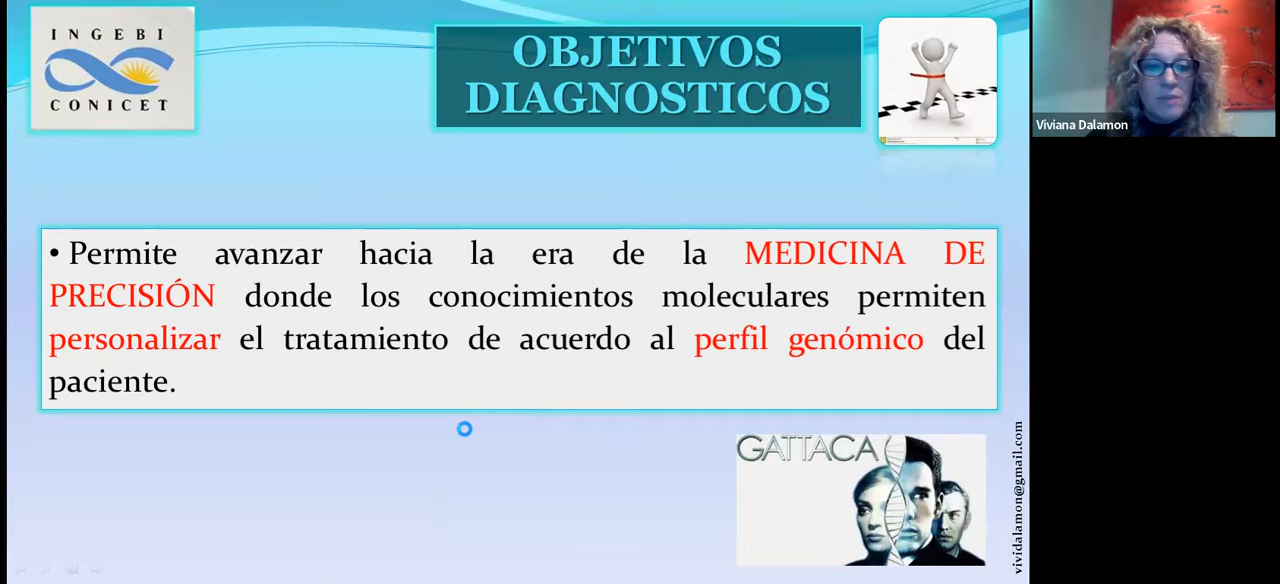 INGEBI
CONICET
OBJETIVOS
DIAGNOSTICOS
Viviana Dalamon
• Permite avanzar hacia la era de la MEDICINA DE
PRECISIÓN donde los conocimientos moleculares permiten
personalizar el tratamiento de acuerdo al perfil genómico del
paciente.
GATTACA
vividalamon@gmail.com